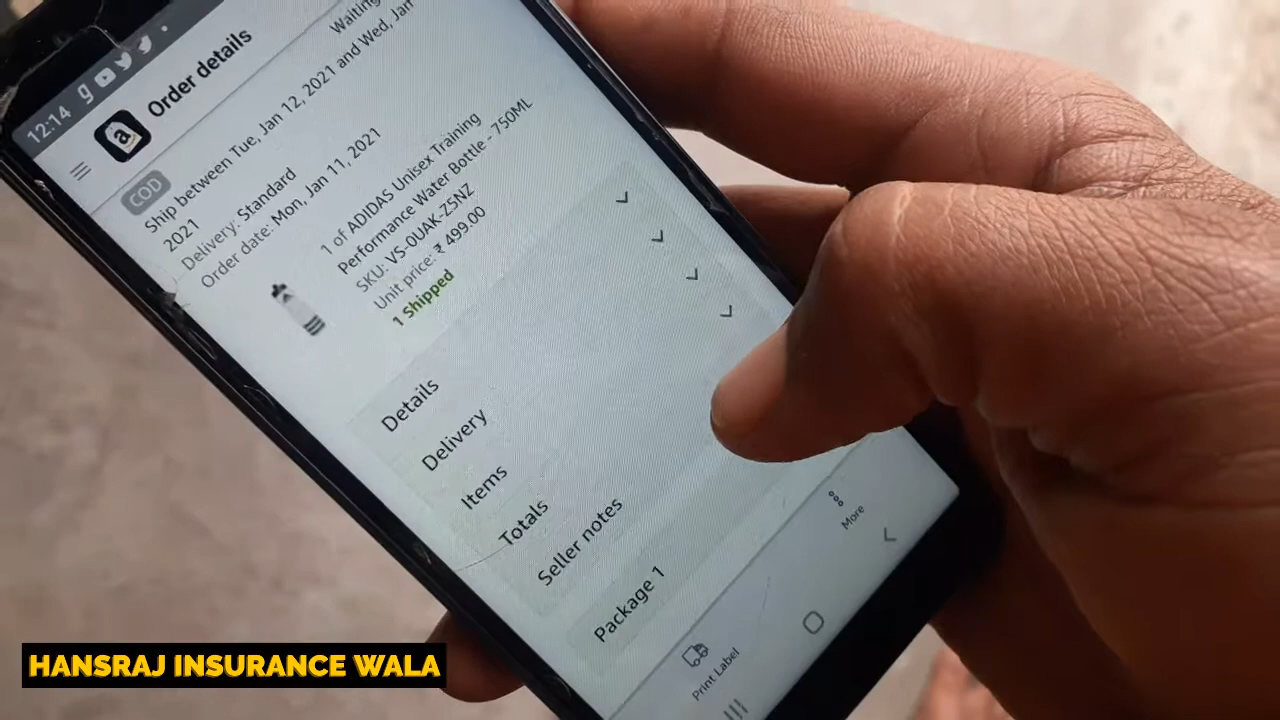 12:14
Order details
Waiting
COD
Ship between Tue, Jan 12, 2021 and Wed, Jan
2021
Delivery: Standard
Order date: Mon, Jan 11, 2021
1 of ADIDAS Unisex Training
Performance Water Bottle - 750ML
SKU: VS-0UAK-Z5NZ
Unit price: ₹ 499.00
1 Shipped
Details
Delivery
Items
Totals
Seller notes
Package 1
Print Label
More
HANSRAJ INSURANCE WALA